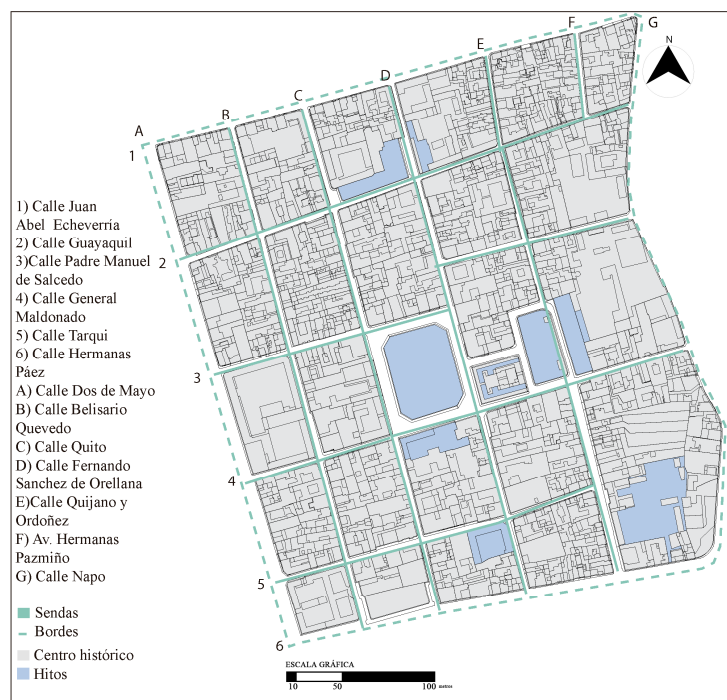 A
B
C
D
E
F
G
N
1
2
3
4
5
6
1) Calle Juan
Abel Echeverría
2) Calle Guayaquil
3)Calle Padre Manuel
de Salcedo
4) Calle General
Maldonado
5) Calle Tarqui
6) Calle Hermanas
Páez
A) Calle Dos de Mayo
B) Calle Belisario
Quevedo
C) Calle Quito
D) Calle Fernando
Sanchez de Orellana
E)Calle Quijano y
Ordoñez
F) Av. Hermanas
Pazmiño
G) Calle Napo
Sendas
Bordes
Centro histórico
Hitos
ESCALA GRÁFICA
10 50 100 metros